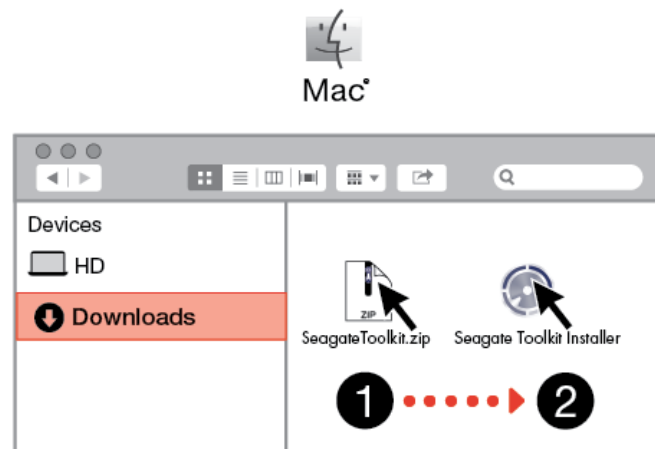 Mac
Devices
HD
Downloads
ZIP
SeagateToolkit.zip
Seagate Toolkit Installer
1
2